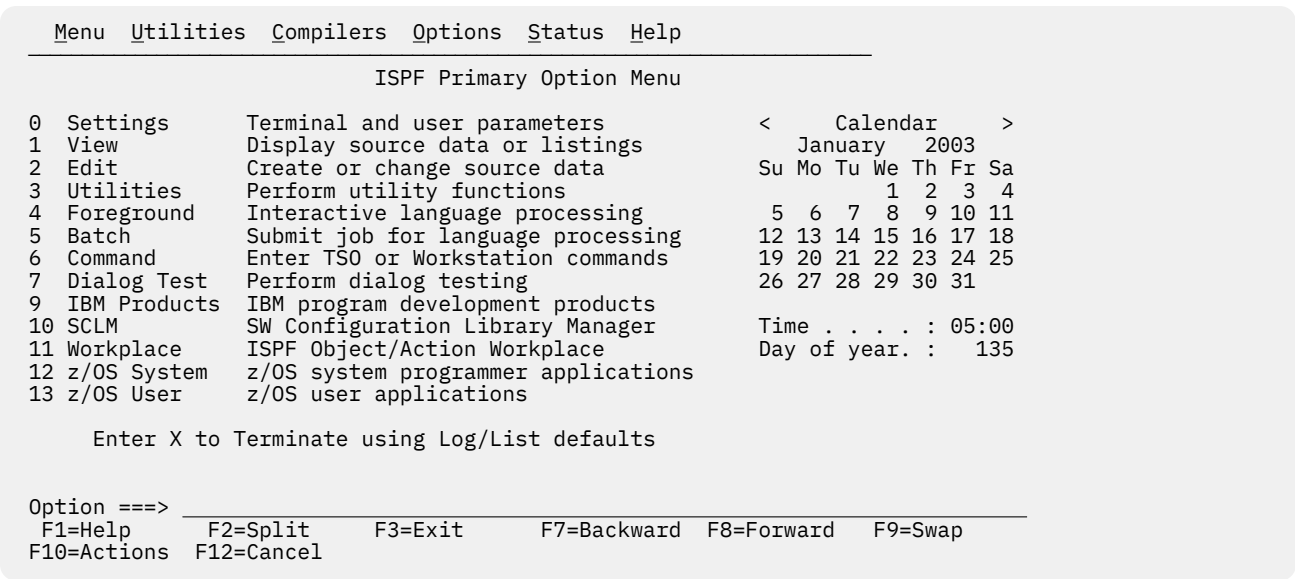 Menu  Utilities  Compilers  Options  Status  Help
ISPF Primary Option Menu
0  Settings      Terminal and user parameters            <     Calendar     >
1  View          Display source data or listings            January   2003
2  Edit          Create or change source data            Su Mo Tu We Th Fr Sa
3  Utilities     Perform utility functions                         1  2  3  4
4  Foreground    Interactive language processing          5  6  7  8  9 10 11
5  Batch         Submit job for language processing      12 13 14 15 16 17 18
6  Command       Enter TSO or Workstation commands       19 20 21 22 23 24 25
7  Dialog Test   Perform dialog testing                  26 27 28 29 30 31
9  IBM Products  IBM program development products
10 SCLM          SW Configuration Library Manager        Time . . . . : 05:00
11 Workplace     ISPF Object/Action Workplace            Day of year. :   135
12 z/OS System   z/OS system programmer applications
13 z/OS User     z/OS user applications
Enter X to Terminate using Log/List defaults
Option ===>
F1=Help      F2=Split     F3=Exit      F7=Backward  F8=Forward   F9=Swap
F10=Actions  F12=Cancel